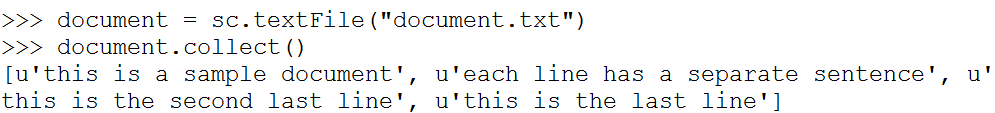 >>> document = sc.textFile("document.txt")
>>> document.collect()
[u'this is a sample document', u'each line has a separate sentence', u'
this is the second last line', u'this is the last line']